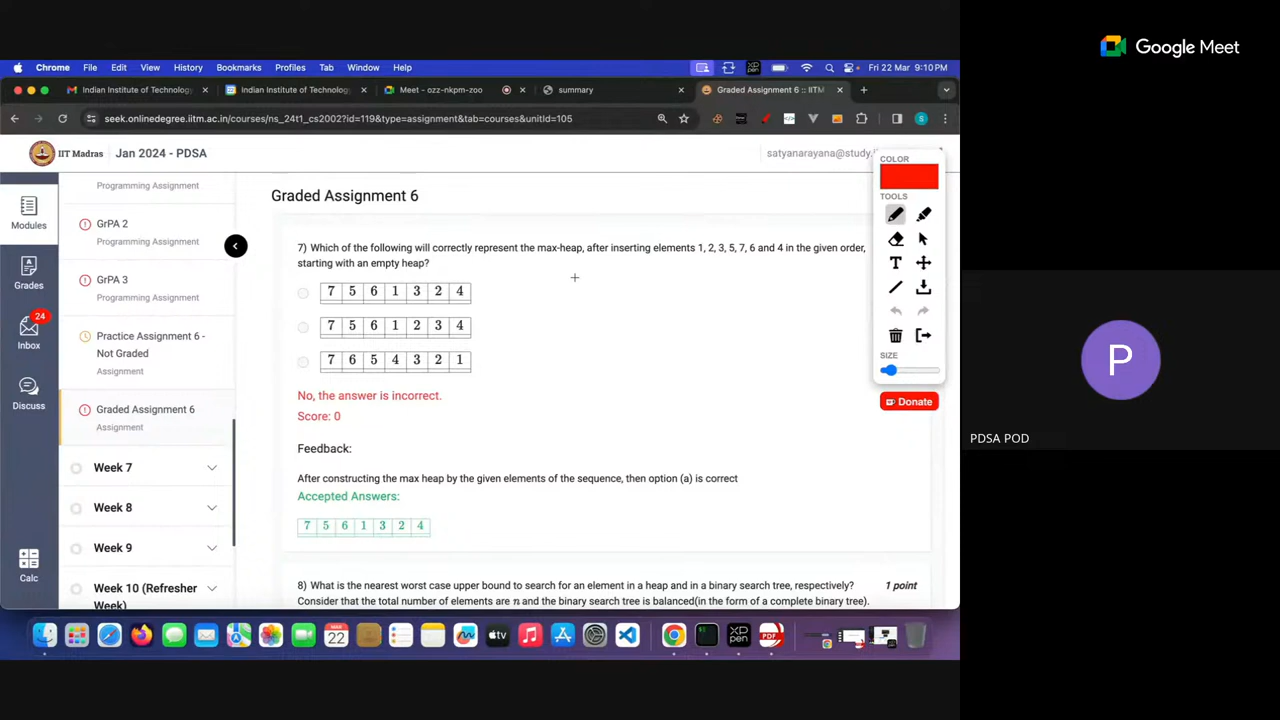 Google Meet
Chrome File Edit View History Bookmarks Profiles Tab Window Help Fri 22 Mar 9:10 PM
Indian Institute of Technology Indian Institute of Technology Meet - ozz-nkpm-zoo summary Graded Assignment 6 :: IITM
seek.onlinedegree.iitm.ac.in/courses/ns_24t1_cs2002?id=119&type=assignment&tab=courses&unitId=105
IIT Madras Jan 2024 - PDSA satyanarayana@study.
Modules
Grades
24
Inbox
Discuss
Calc
Programming Assignment
GrPA 2
Programming Assignment
GrPA 3
Programming Assignment
Practice Assignment 6 -
Not Graded
Assignment
Graded Assignment 6
Assignment
Week 7
Week 8
Week 9
Week 10 (Refresher
Week)
Graded Assignment 6
7) Which of the following will correctly represent the max-heap, after inserting elements 1, 2, 3, 5, 7, 6 and 4 in the given order,
starting with an empty heap?
7 5 6 1 3 2 4
7 5 6 1 2 3 4
7 6 5 4 3 2 1
No, the answer is incorrect.
Score: 0
Feedback:
After constructing the max heap by the given elements of the sequence, then option (a) is correct
Accepted Answers:
7 5 6 1 3 2 4
8) What is the nearest worst case upper bound to search for an element in a heap and in a binary search tree, respectively? 1 point
Consider that the total number of elements are n and the binary search tree is balanced(in the form of a complete binary tree).
COLOR
TOOLS
T
SIZE
Donate
P
PDSA POD
MAR
22
tv
XP
PEN
PDF